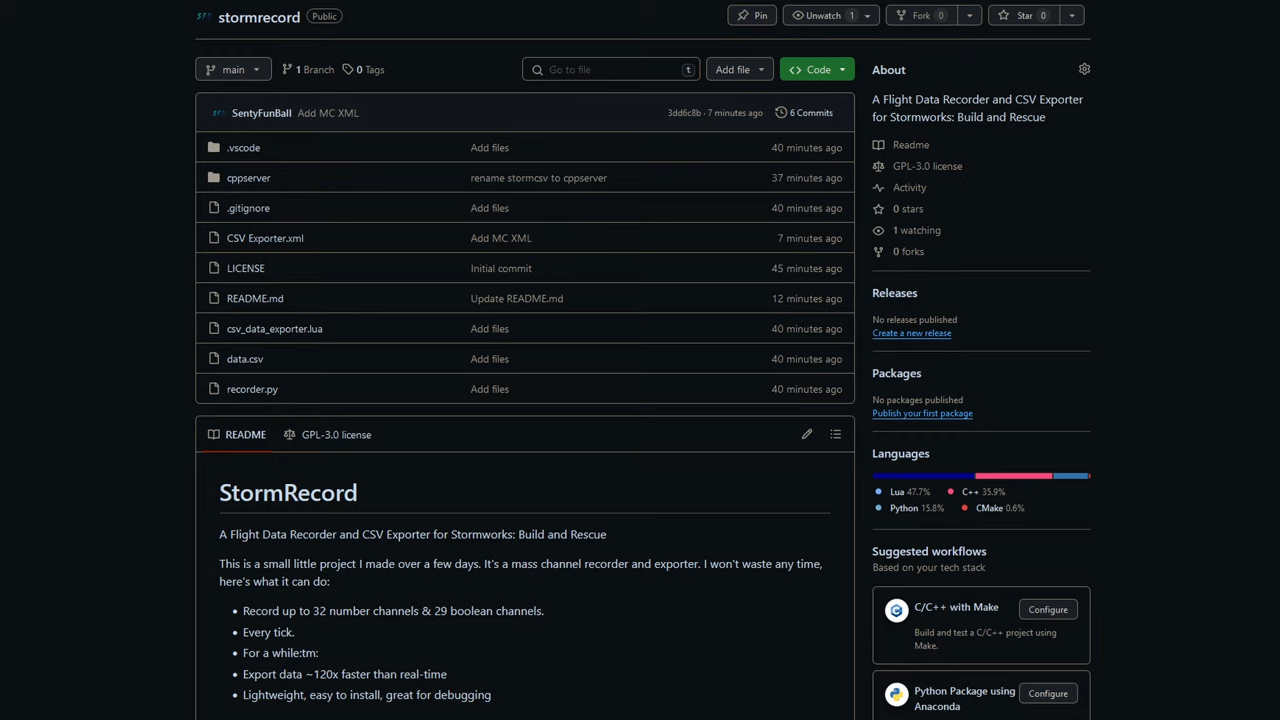 stormrecord Public
Pin Unwatch 1 Fork 0 Star 0
main 1 Branch 0 Tags Go to file t Add file Code
SentyFunBall Add MC XML 3dd6c8b · 7 minutes ago 6 Commits
.vscode Add files 40 minutes ago
cppserver rename stormcsv to cppserver 37 minutes ago
.gitignore Add files 40 minutes ago
CSV Exporter.xml Add MC XML 7 minutes ago
LICENSE Initial commit 45 minutes ago
README.md Update README.md 12 minutes ago
csv_data_exporter.lua Add files 40 minutes ago
data.csv Add files 40 minutes ago
recorder.py Add files 40 minutes ago
README GPL-3.0 license
StormRecord
A Flight Data Recorder and CSV Exporter for Stormworks: Build and Rescue
This is a small little project I made over a few days. It's a mass channel recorder and exporter. I won't waste any time,
here's what it can do:
• Record up to 32 number channels & 29 boolean channels.
• Every tick.
• For a while:tm:
• Export data ~120x faster than real-time
• Lightweight, easy to install, great for debugging
About
A Flight Data Recorder and CSV Exporter
for Stormworks: Build and Rescue
Readme
GPL-3.0 license
Activity
0 stars
1 watching
0 forks
Releases
No releases published
Create a new release
Packages
No packages published
Publish your first package
Languages
Lua 47.7% C++ 35.9%
Python 15.8% CMake 0.6%
Suggested workflows
Based on your tech stack
C/C++ with Make Configure
Build and test a C/C++ project using
Make.
Python Package using Configure
Anaconda